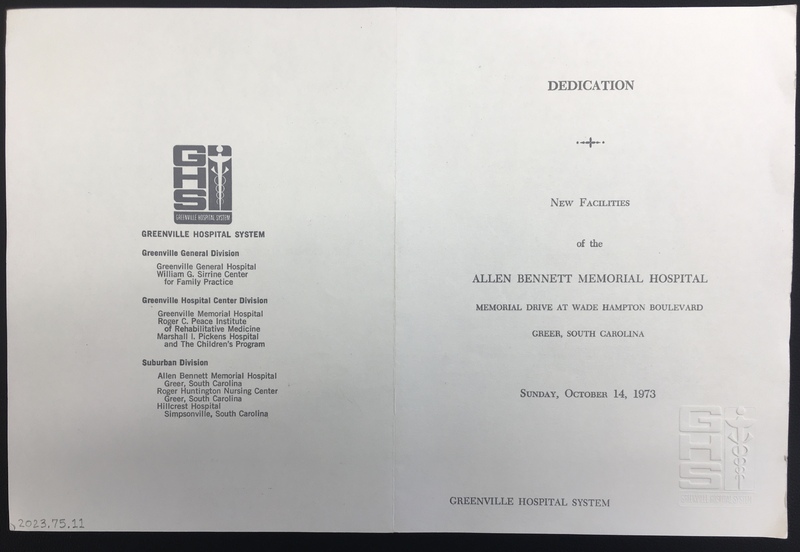 GHS
GREENVILLE HOSPITAL SYSTEM
GREENVILLE HOSPITAL SYSTEM
Greenville General Division
Greenville General Hospital
William G. Sirrine Center
for Family Practice
Greenville Hospital Center Division
Greenville Memorial Hospital
Roger C. Peace Institute
of Rehabilitative Medicine
Marshall I. Pickens Hospital
and The Children's Program
Suburban Division
Allen Bennett Memorial Hospital
Greer, South Carolina
Roger Huntington Nursing Center
Greer, South Carolina
Hillcrest Hospital
Simpsonville, South Carolina
2023.75.11
DEDICATION
New Facilities
of the
ALLEN BENNETT MEMORIAL HOSPITAL
MEMORIAL DRIVE AT WADE HAMPTON BOULEVARD
GREER, SOUTH CAROLINA
Sunday, October 14, 1973
GHS
GREENVILLE HOSPITAL SYSTEM
GREENVILLE HOSPITAL SYSTEM